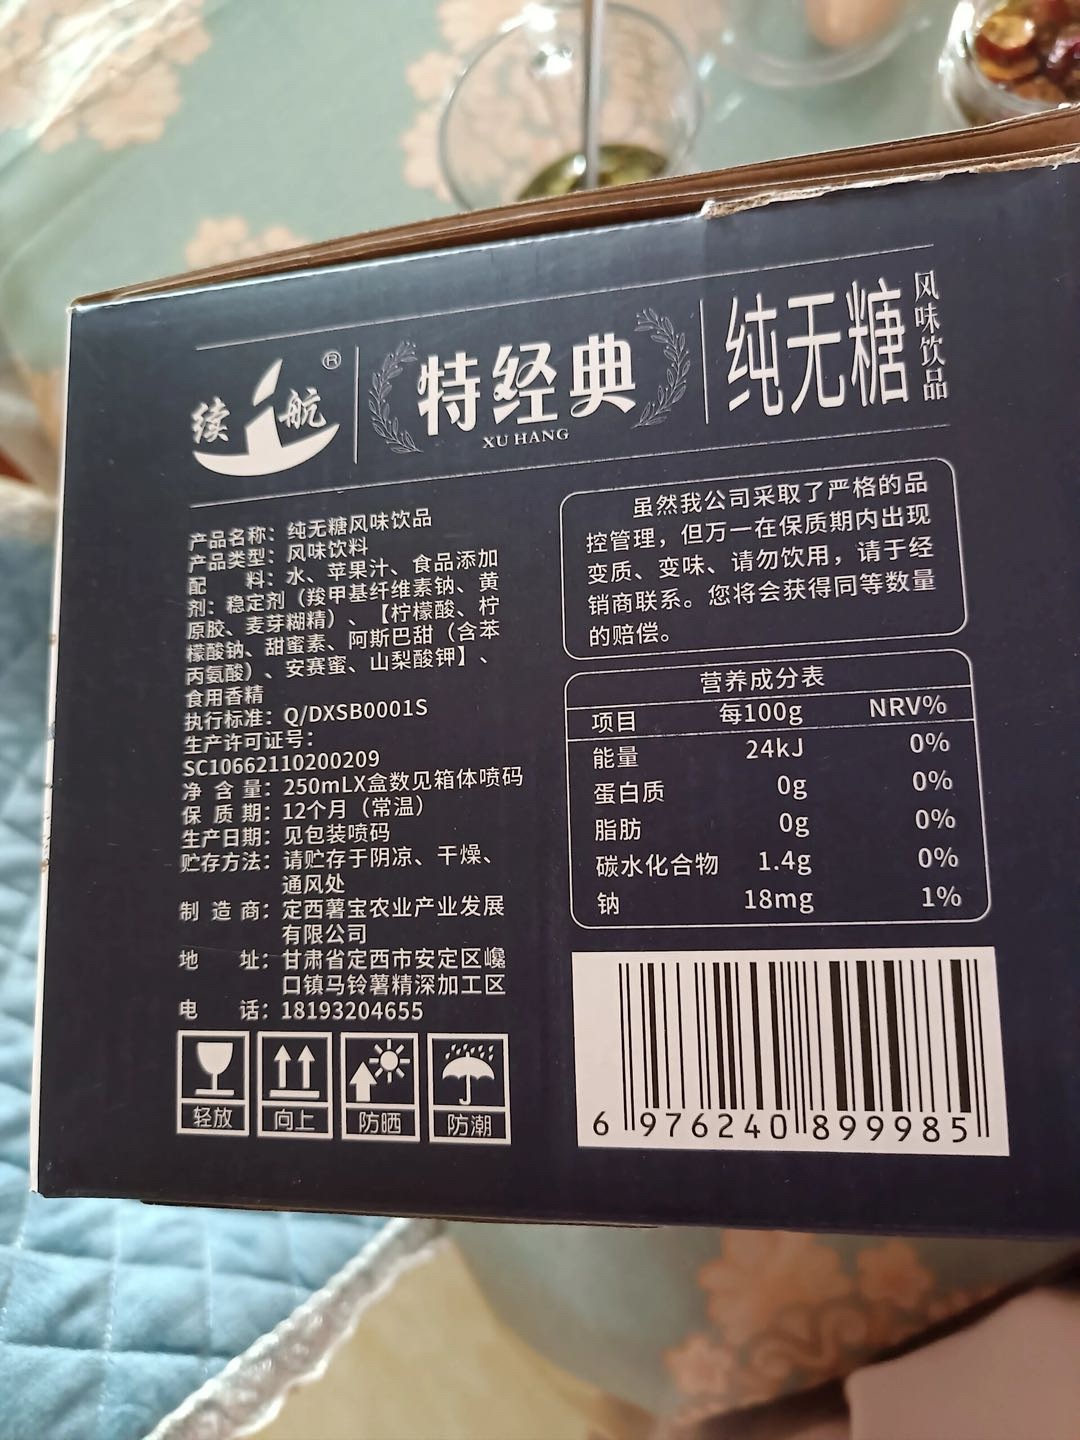 续航®
特经典
XU HANG
纯无糖
风味饮品
产品名称：纯无糖风味饮品
产品类型：风味饮料
配 料：水、苹果汁、食品添加
剂：稳定剂（羧甲基纤维素钠、黄
原胶、麦芽糊精）、【柠檬酸、柠
檬酸钠、甜蜜素、阿斯巴甜（含苯
丙氨酸）、安赛蜜、山梨酸钾】、
食用香精
执行标准：Q/DXSB0001S
生产许可证号：
SC10662110200209
净 含 量：250mLX盒数见箱体喷码
保 质 期：12个月（常温）
生产日期：见包装喷码
贮存方法：请贮存于阴凉、干燥、
通风处
制 造 商：定西薯宝农业产业发展
有限公司
地 址：甘肃省定西市安定区巉
口镇马铃薯精深加工区
电 话：18193204655
轻放
向上
防晒
防潮
虽然我公司采取了严格的品
控管理，但万一在保质期内出现
变质、变味、请勿饮用，请于经
销商联系。您将会获得同等数量
的赔偿。
营养成分表
项目 每100g NRV%
能量 24kJ 0%
蛋白质 0g 0%
脂肪 0g 0%
碳水化合物 1.4g 0%
钠 18mg 1%
6 976240 899985